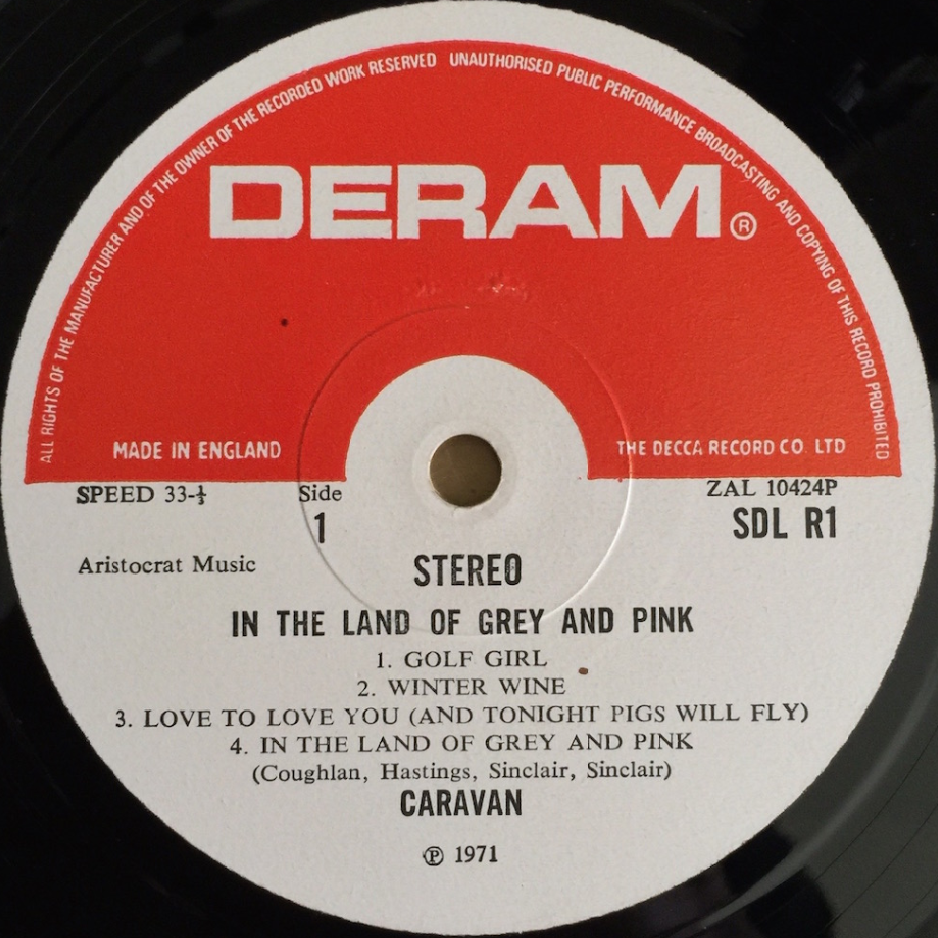 ALL RIGHTS OF THE MANUFACTURER AND OF THE OWNER OF THE RECORDED WORK RESERVED UNAUTHORISED PUBLIC PERFORMANCE BROADCASTING AND COPYING OF THIS RECORD PROHIBITED
DERAM®
MADE IN ENGLAND THE DECCA RECORD CO LTD
SPEED 33-⅓ Side ZAL 10424P
1 SDL R1
Aristocrat Music STEREO
IN THE LAND OF GREY AND PINK
1. GOLF GIRL
2. WINTER WINE
3. LOVE TO LOVE YOU (AND TONIGHT PIGS WILL FLY)
4. IN THE LAND OF GREY AND PINK
(Coughlan, Hastings, Sinclair, Sinclair)
CARAVAN
℗ 1971